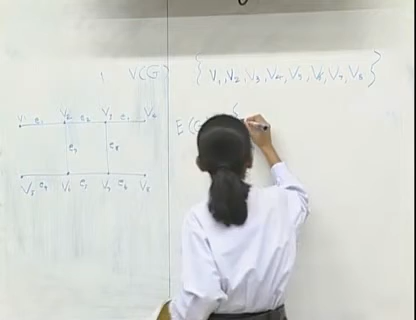 V(G) { V₁, V₂, V₃, V₄, V₅, V₆, V₇, V₈ }
V₁ e₁ V₂ e₂ V₃ e₃ V₄
E(G) {
e₇ e₈
V₅ e₄ V₆ e₅ V₇ e₆ V₈